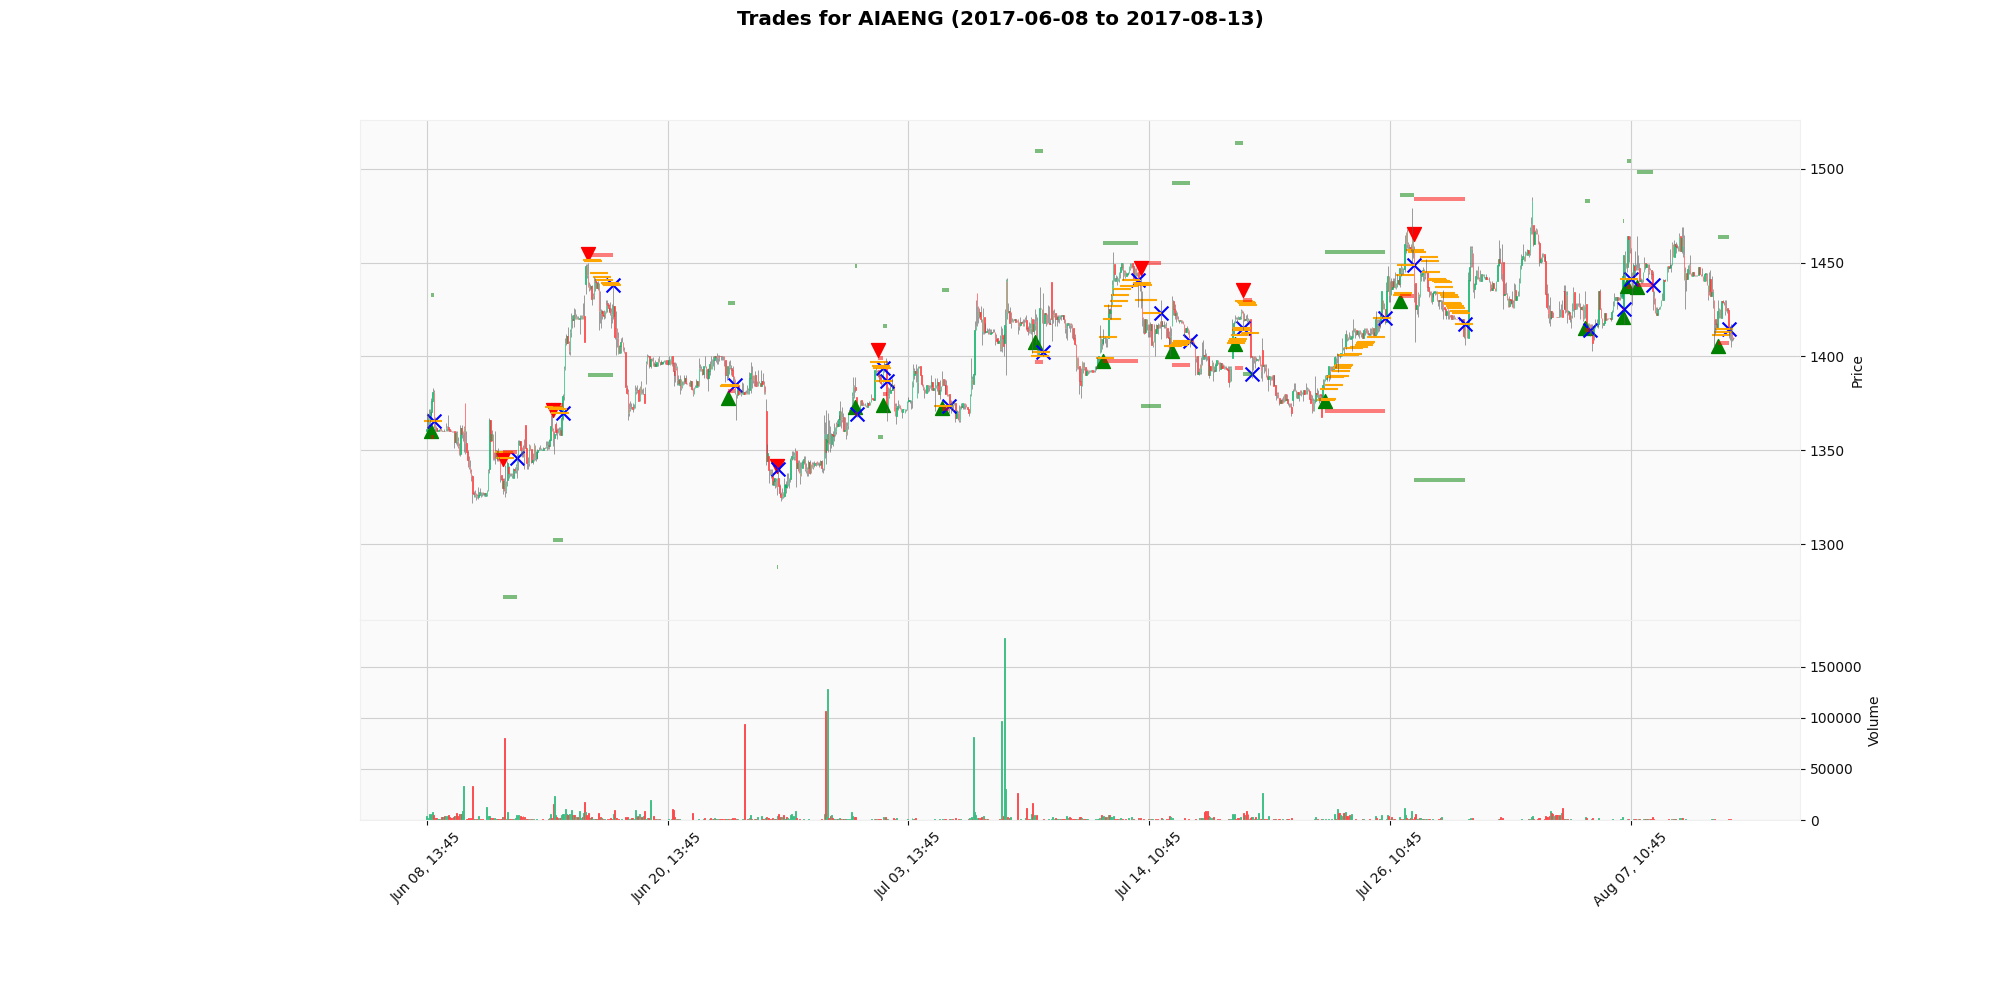 Trades for AIAENG (2017-06-08 to 2017-08-13)
1500
1450
1400
1350
1300
Price
150000
100000
50000
0
Volume
Jun 08, 13:45
Jun 20, 13:45
Jul 03, 13:45
Jul 14, 10:45
Jul 26, 10:45
Aug 07, 10:45